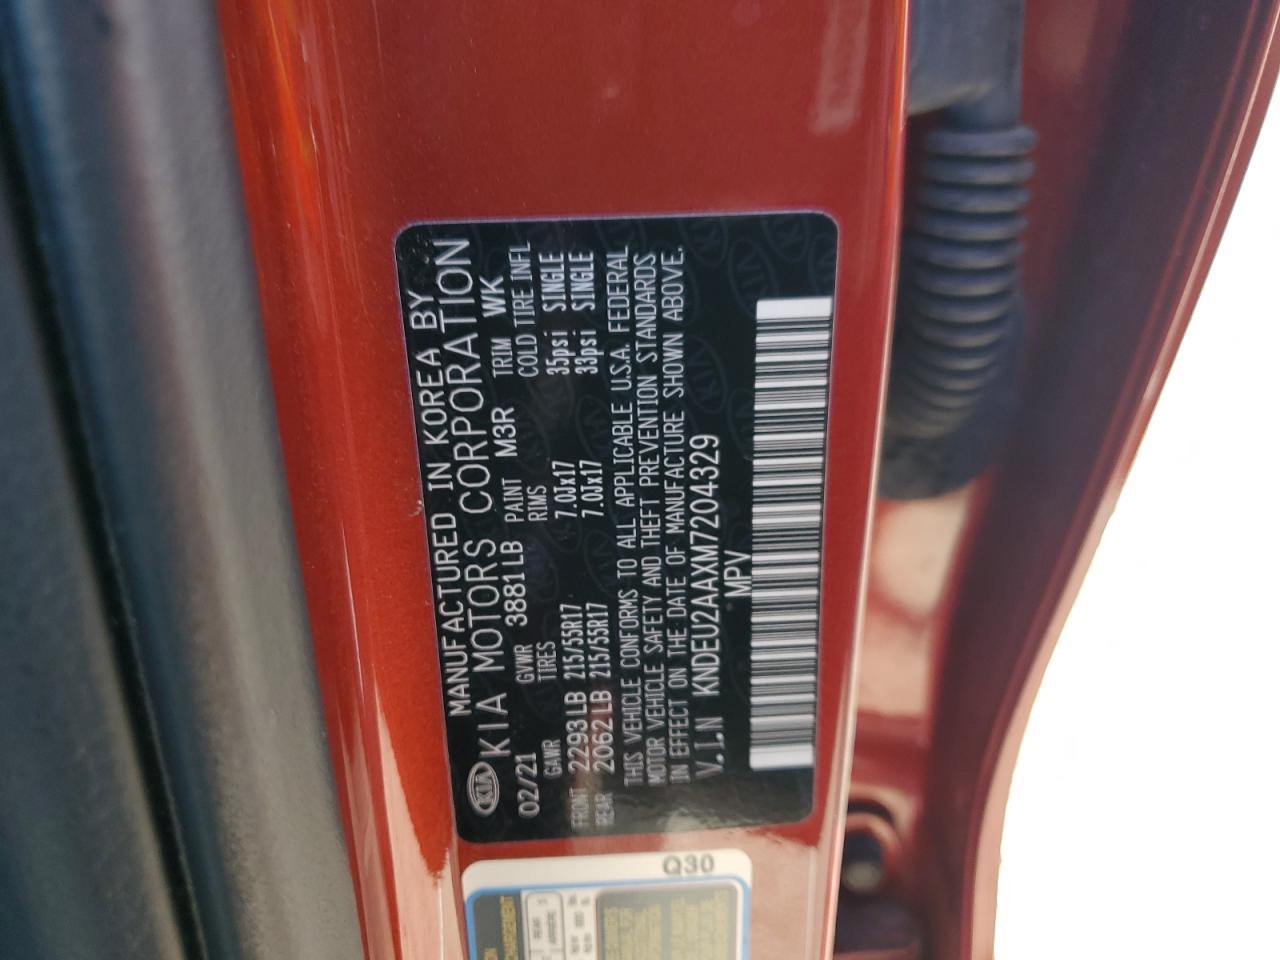 MANUFACTURED IN KOREA BY
KIA KIA MOTORS CORPORATION
02/21 GVWR 3881LB PAINT M3R TRIM WK
GAWR TIRES RIMS COLD TIRE INFL
FRONT 2293LB 215/55R17 7.0Jx17 35psi SINGLE
REAR 2062LB 215/55R17 7.0Jx17 33psi SINGLE
THIS VEHICLE CONFORMS TO ALL APPLICABLE U.S.A. FEDERAL
MOTOR VEHICLE SAFETY AND THEFT PREVENTION STANDARDS
IN EFFECT ON THE DATE OF MANUFACTURE SHOWN ABOVE.
V.I.N KNDEU2AAXM7204329
MPV
Q30
REAR